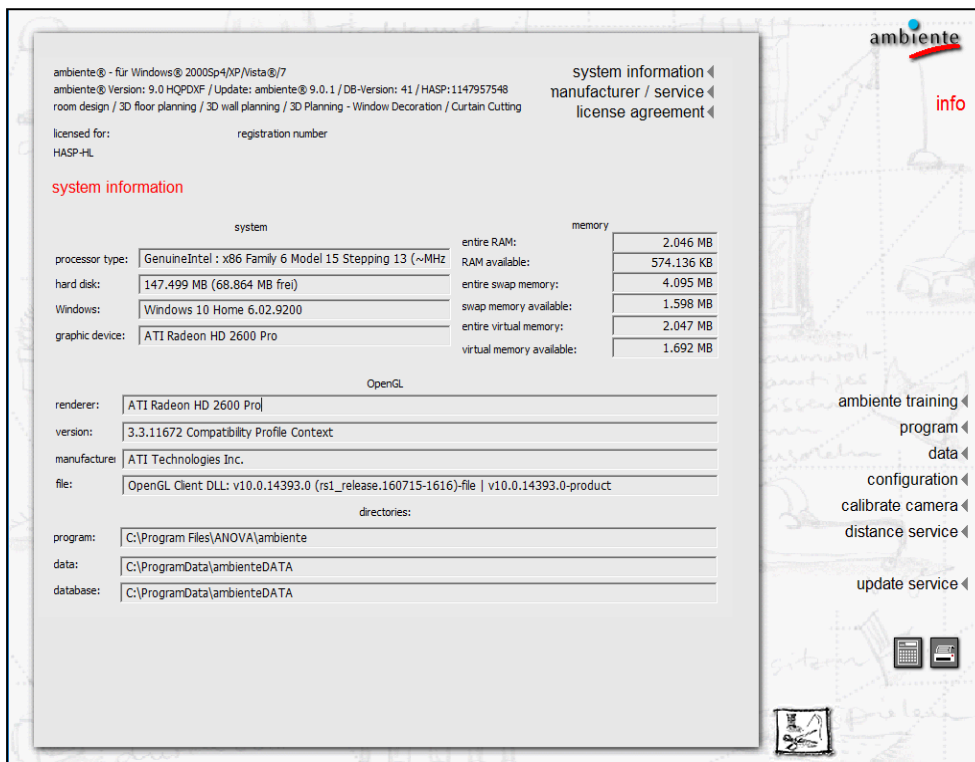 ambiente
ambiente® - für Windows® 2000Sp4/XP/Vista®/7
ambiente® Version: 9.0 HQPDXF / Update: ambiente® 9.0.1 / DB-Version: 41 / HASP:1147957548
room design / 3D floor planning / 3D wall planning / 3D Planning - Window Decoration / Curtain Cutting
system information
manufacturer / service
license agreement
info
licensed for: registration number
HASP-HL
system information
system
processor type: GenuineIntel : x86 Family 6 Model 15 Stepping 13 (~MHz
hard disk: 147.499 MB (68.864 MB frei)
Windows: Windows 10 Home 6.02.9200
graphic device: ATI Radeon HD 2600 Pro
memory
entire RAM: 2.046 MB
RAM available: 574.136 KB
entire swap memory: 4.095 MB
swap memory available: 1.598 MB
entire virtual memory: 2.047 MB
virtual memory available: 1.692 MB
OpenGL
renderer: ATI Radeon HD 2600 Pro
version: 3.3.11672 Compatibility Profile Context
manufacturer ATI Technologies Inc.
file: OpenGL Client DLL: v10.0.14393.0 (rs1_release.160715-1616)-file | v10.0.14393.0-product
directories:
program: C:\Program Files\ANOVA\ambiente
data: C:\ProgramData\ambienteDATA
database: C:\ProgramData\ambienteDATA
ambiente training
program
data
configuration
calibrate camera
distance service
update service